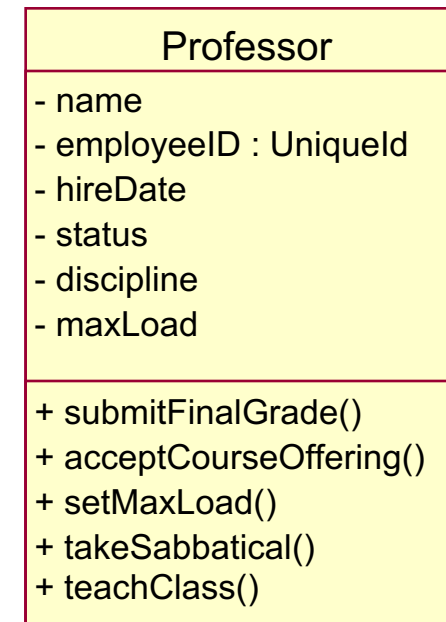 Professor
- name
- employeeID : UniqueId
- hireDate
- status
- discipline
- maxLoad
+ submitFinalGrade()
+ acceptCourseOffering()
+ setMaxLoad()
+ takeSabbatical()
+ teachClass()